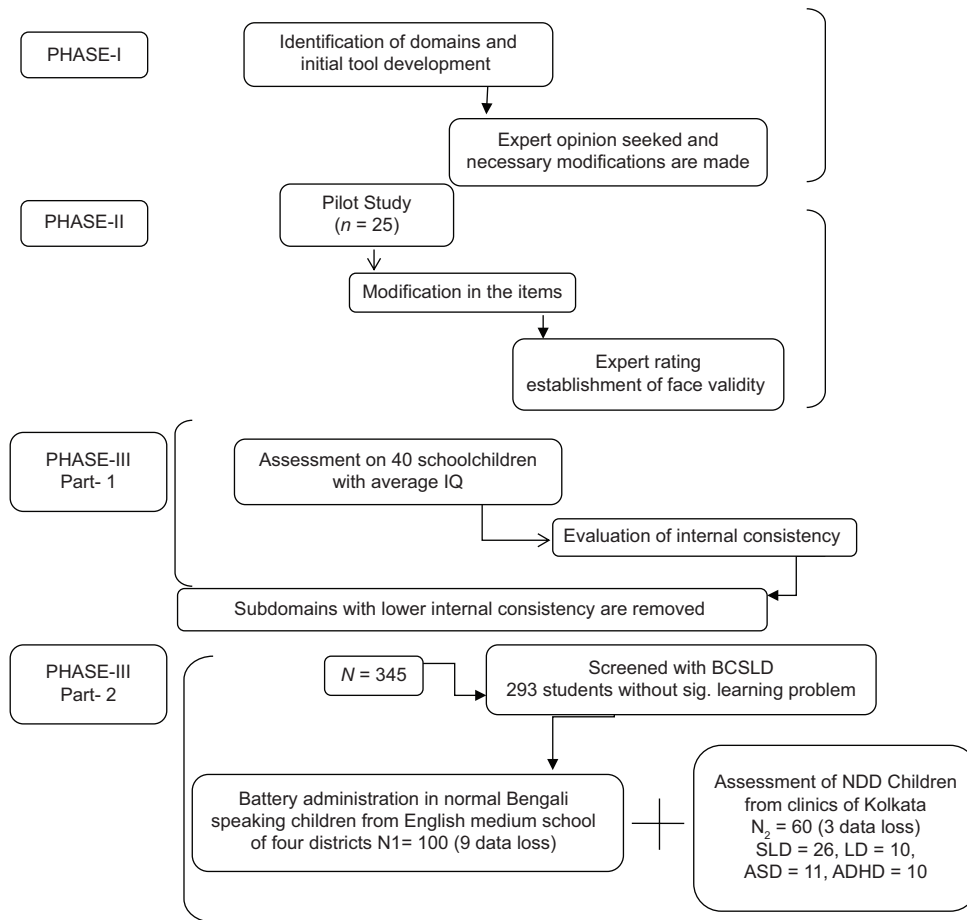 PHASE-I
Identification of domains and
initial tool development
Expert opinion seeked and
necessary modifications are made
PHASE-II
Pilot Study
(n = 25)
Modification in the items
Expert rating
establishment of face validity
PHASE-III
Part- 1
Assessment on 40 schoolchildren
with average IQ
Evaluation of internal consistency
Subdomains with lower internal consistency are removed
PHASE-III
Part- 2
N = 345
Screened with BCSLD
293 students without sig. learning problem
Battery administration in normal Bengali
speaking children from English medium school
of four districts N1= 100 (9 data loss)
Assessment of NDD Children
from clinics of Kolkata
N₂ = 60 (3 data loss)
SLD = 26, LD = 10,
ASD = 11, ADHD = 10